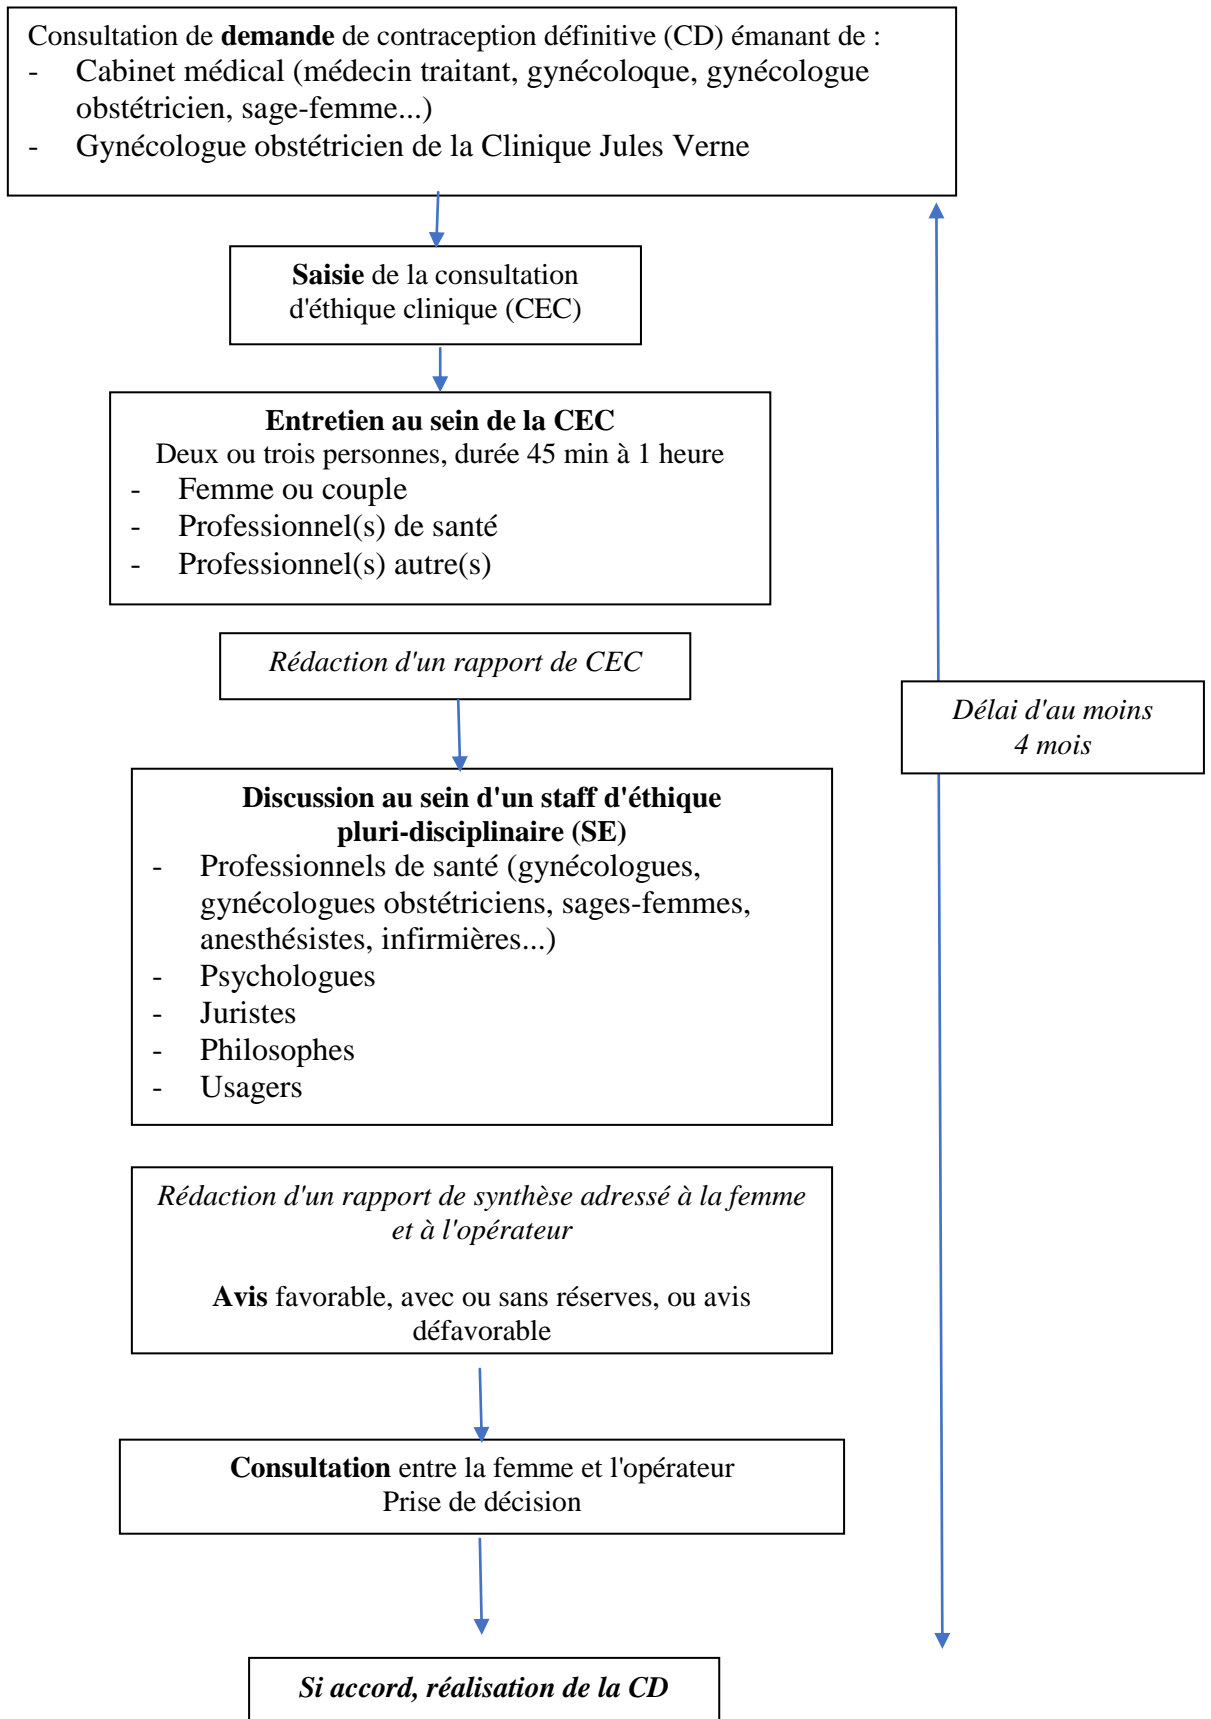 Consultation de demande de contraception définitive (CD) émanant de :
- Cabinet médical (médecin traitant, gynécoloque, gynécologue
obstétricien, sage-femme...)
- Gynécologue obstétricien de la Clinique Jules Verne
Saisie de la consultation
d'éthique clinique (CEC)
Entretien au sein de la CEC
Deux ou trois personnes, durée 45 min à 1 heure
- Femme ou couple
- Professionnel(s) de santé
- Professionnel(s) autre(s)
Rédaction d'un rapport de CEC
Délai d'au moins
4 mois
Discussion au sein d'un staff d'éthique
pluri-disciplinaire (SE)
- Professionnels de santé (gynécologues,
gynécologues obstétriciens, sages-femmes,
anesthésistes, infirmières...)
- Psychologues
- Juristes
- Philosophes
- Usagers
Rédaction d'un rapport de synthèse adressé à la femme
et à l'opérateur
Avis favorable, avec ou sans réserves, ou avis
défavorable
Consultation entre la femme et l'opérateur
Prise de décision
Si accord, réalisation de la CD